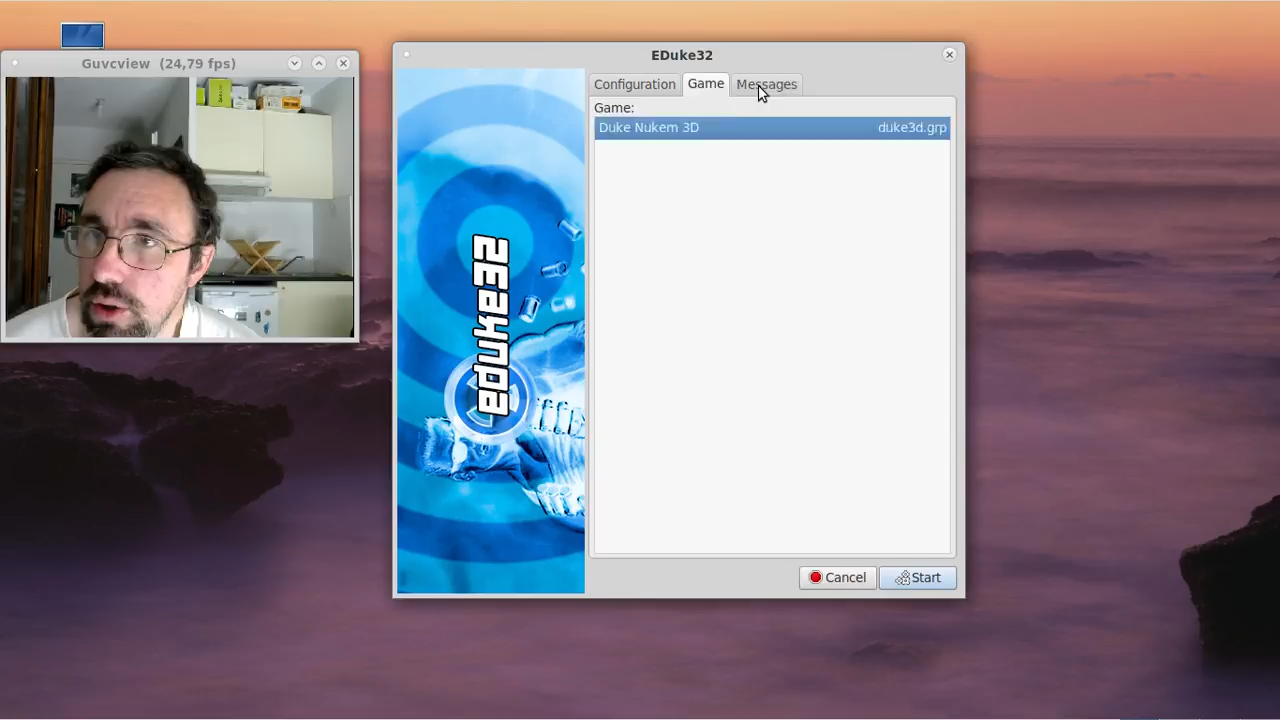 Guvcview (24,79 fps)
EDuke32
Configuration
Game
Messages
Game:
Duke Nukem 3D
duke3d.grp
eduke32
Cancel
Start